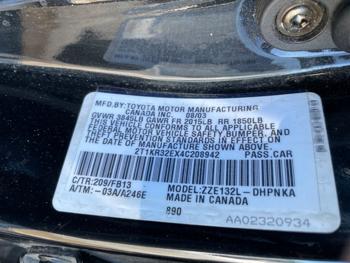 MFD.BY:TOYOTA MOTOR MANUFACTURING
CANADA INC. 08/03
GVWR 3845LB GAWR FR 2015LB RR 1850LB
THIS VEHICLE CONFORMS TO ALL APPLICABLE
FEDERAL MOTOR VEHICLE SAFETY, BUMPER, AND
THEFT PREVENTION STANDARDS IN EFFECT ON
THE DATE OF MANUFACTURE SHOWN ABOVE.
2T1KR32EX4C208942 PASS.CAR
C/TR:209/FB13 MODEL:ZZE132L-DHPNKA
A/TM:-03A/A246E MADE IN CANADA
890
AA02320934